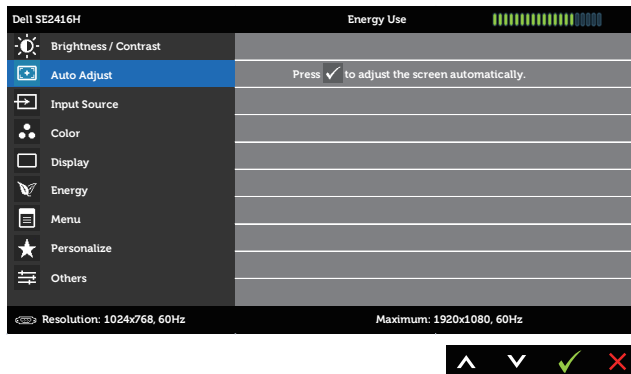 Dell SE2416H Energy Use
Brightness / Contrast
Auto Adjust Press to adjust the screen automatically.
Input Source
Color
Display
Energy
Menu
Personalize
Others
Resolution: 1024x768, 60Hz Maximum: 1920x1080, 60Hz